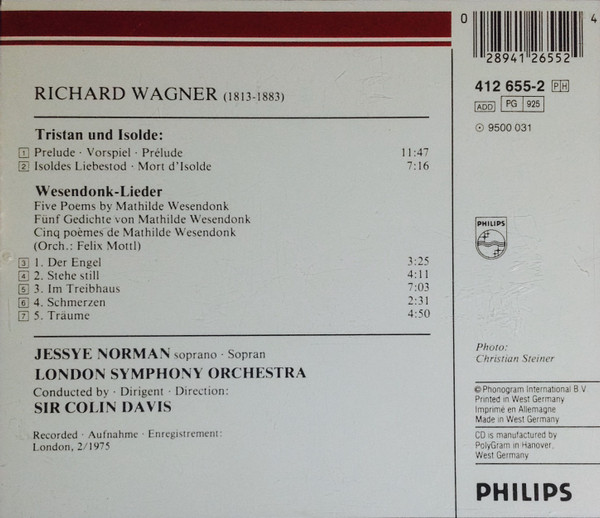 RICHARD WAGNER (1813-1883)
Tristan und Isolde:
1 Prelude · Vorspiel · Prélude 11:47
2 Isoldes Liebestod · Mort d'Isolde 7:16
Wesendonk-Lieder
Five Poems by Mathilde Wesendonk
Fünf Gedichte von Mathilde Wesendonk
Cinq poèmes de Mathilde Wesendonk
(Orch.: Felix Mottl)
3 1. Der Engel 3:25
4 2. Stehe still 4:11
5 3. Im Treibhaus 7:03
6 4. Schmerzen 2:31
7 5. Träume 4:50
JESSYE NORMAN soprano · Sopran
LONDON SYMPHONY ORCHESTRA
Conducted by · Dirigent · Direction:
SIR COLIN DAVIS
Recorded · Aufnahme · Enregistrement:
London, 2/1975
0 28941 26552 4
412 655-2 PH
ADD PG 925
9500 031
PHILIPS
Photo:
Christian Steiner
© Phonogram International B.V.
Printed in West Germany
Imprimé en Allemagne
Made in West Germany
CD is manufactured by
PolyGram in Hanover,
West Germany
PHILIPS